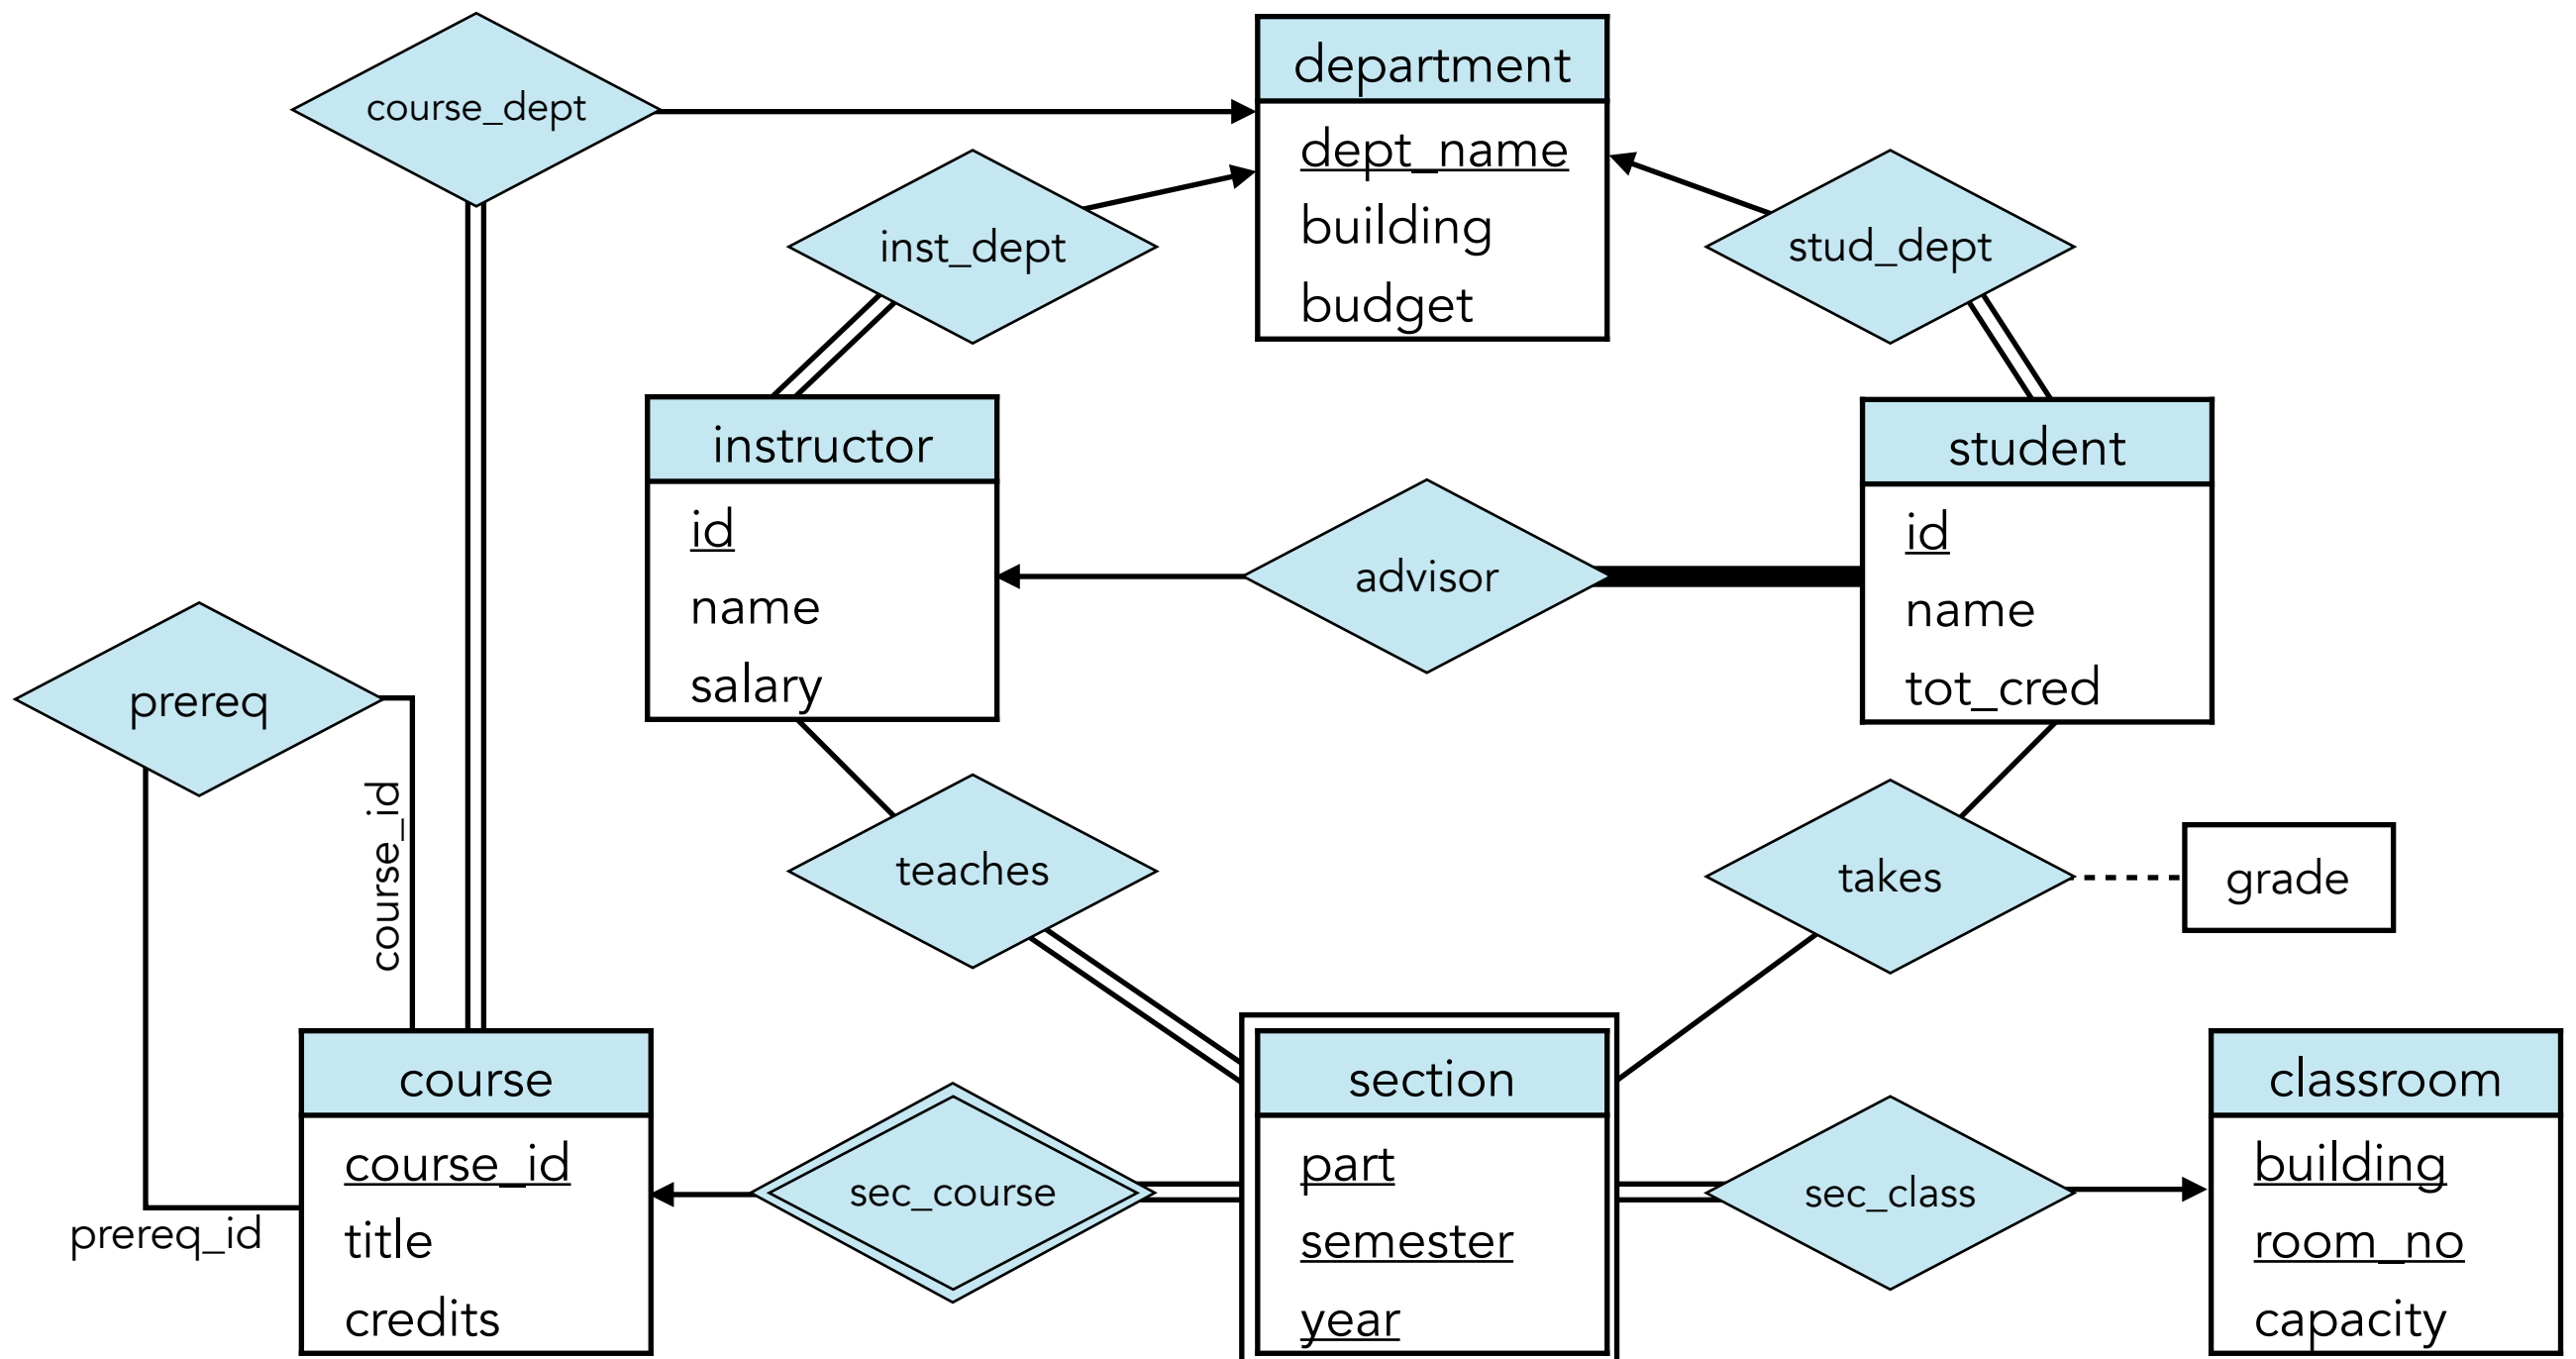 course_dept
department
dept_name
building
budget
inst_dept
stud_dept
instructor
id
name
salary
advisor
student
id
name
tot_cred
prereq
course_id
prereq_id
teaches
takes
grade
course
course_id
title
credits
sec_course
section
part
semester
year
sec_class
classroom
building
room_no
capacity